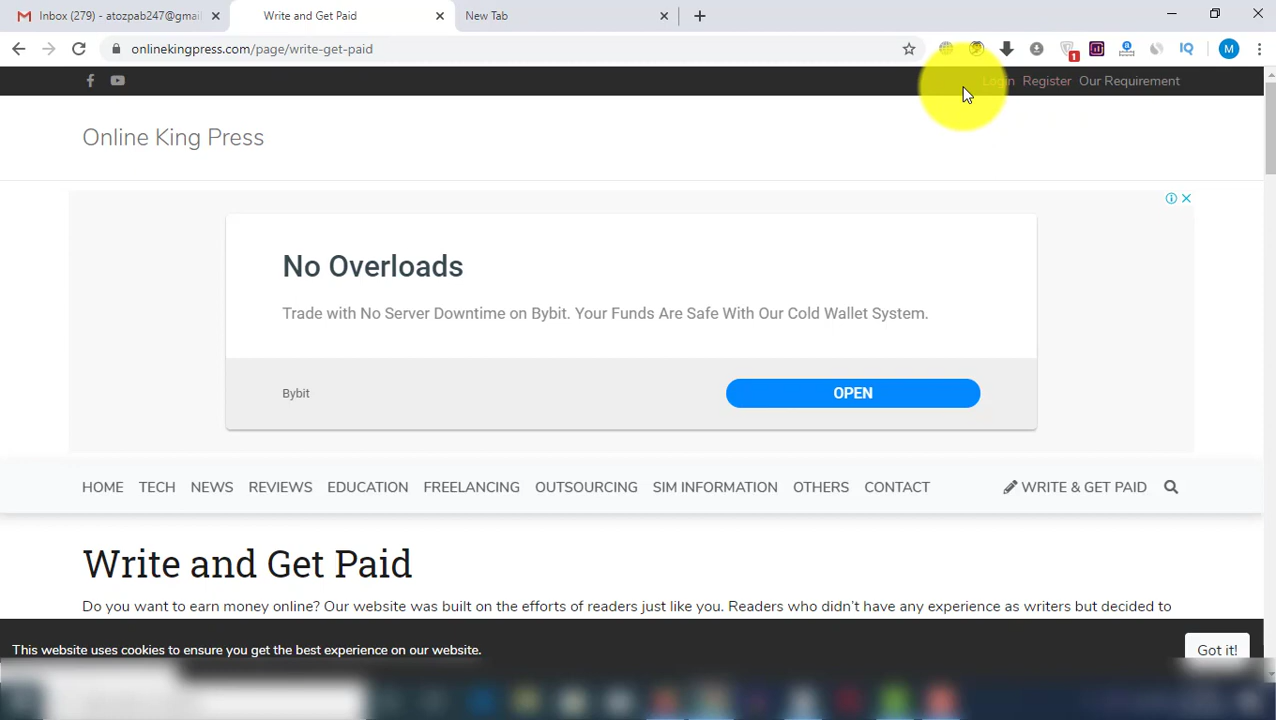 Inbox (279) - atozpab247@gmai
Write and Get Paid
New Tab
onlinekingpress.com/page/write-get-paid
1
IQ
M
Login Register Our Requirement
Online King Press
No Overloads
Trade with No Server Downtime on Bybit. Your Funds Are Safe With Our Cold Wallet System.
Bybit
OPEN
HOME TECH NEWS REVIEWS EDUCATION FREELANCING OUTSOURCING SIM INFORMATION OTHERS CONTACT WRITE & GET PAID
Write and Get Paid
Do you want to earn money online? Our website was built on the efforts of readers just like you. Readers who didn’t have any experience as writers but decided to
This website uses cookies to ensure you get the best experience on our website.
Got it!